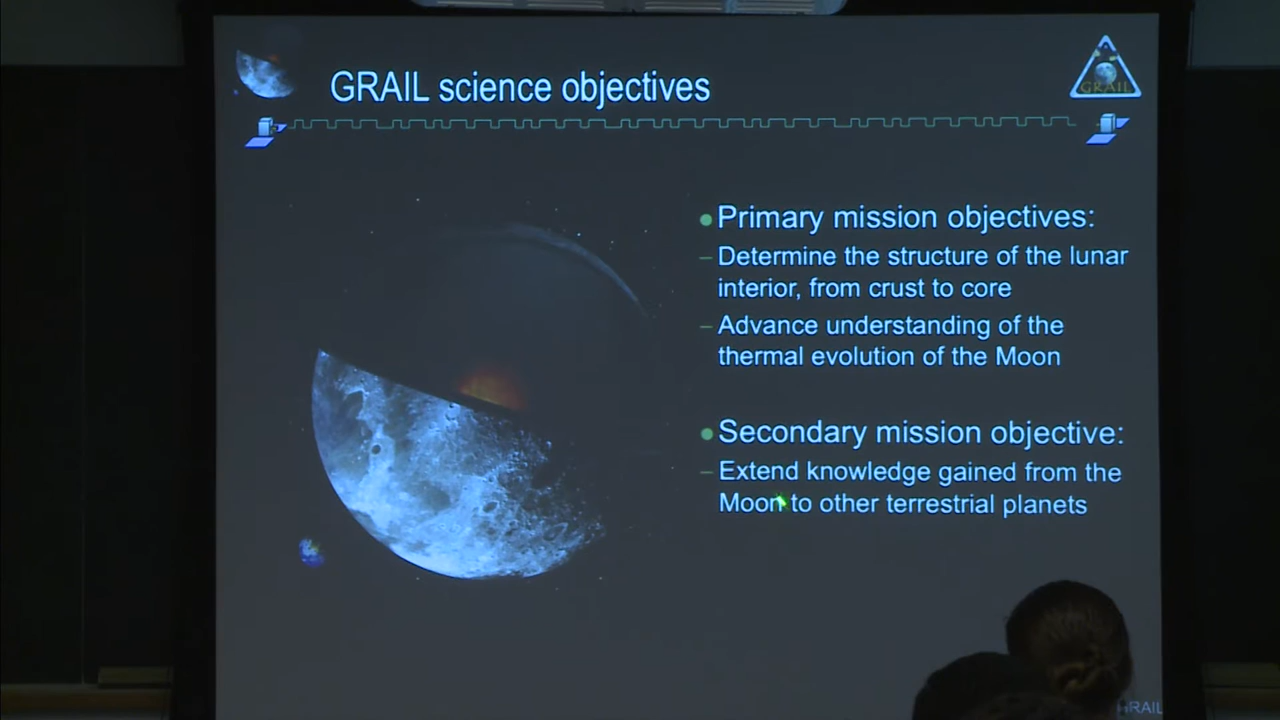 GRAIL science objectives
GRAIL
Primary mission objectives:
– Determine the structure of the lunar
interior, from crust to core
– Advance understanding of the
thermal evolution of the Moon
Secondary mission objective:
– Extend knowledge gained from the
Moon to other terrestrial planets
GRAIL